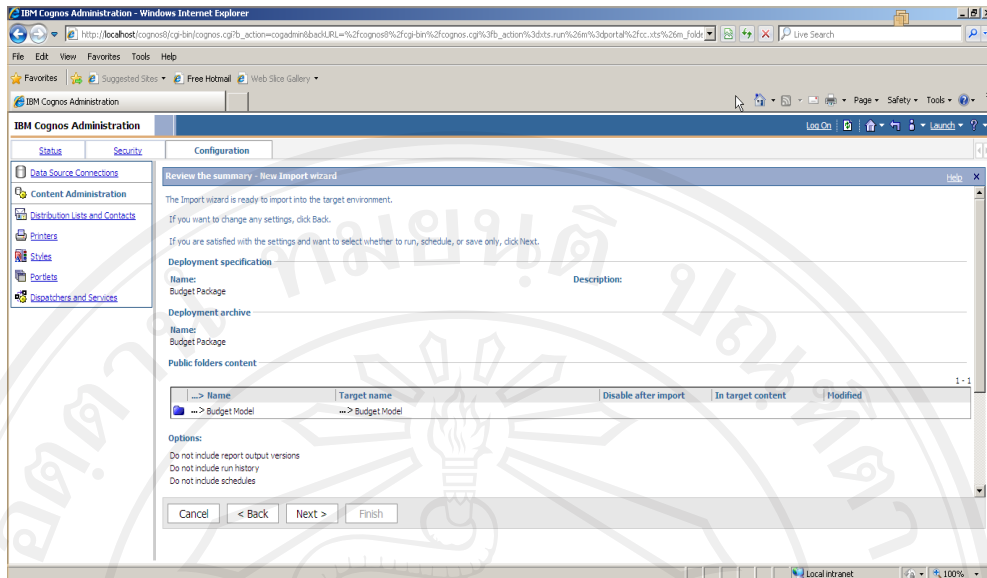 IBM Cognos Administration - Windows Internet Explorer
http://localhost/cognos8/cgi-bin/cognos.cgi?b_action=cogadmin&backURL=%2fcognos8%2fcgi-bin%2fcognos.cgi%3fb_action%3dxts.run%26m%3dportal%2fcc.xts%26m_folde
Live Search
File Edit View Favorites Tools Help
Favorites Suggested Sites Free Hotmail Web Slice Gallery
IBM Cognos Administration
Page Safety Tools
IBM Cognos Administration
Log On Launch ?
Status Security Configuration
Data Source Connections
Content Administration
Distribution Lists and Contacts
Printers
Styles
Portlets
Dispatchers and Services
Review the summary - New Import wizard
Help X
The Import wizard is ready to import into the target environment.
If you want to change any settings, click Back.
If you are satisfied with the settings and want to select whether to run, schedule, or save only, click Next.
Deployment specification
Name: Description:
Budget Package
Deployment archive
Name:
Budget Package
Public folders content
1 - 1
...> Name Target name Disable after import In target content Modified
...> Budget Model ...> Budget Model
Options:
Do not include report output versions
Do not include run history
Do not include schedules
Cancel < Back Next > Finish
Local intranet 100%